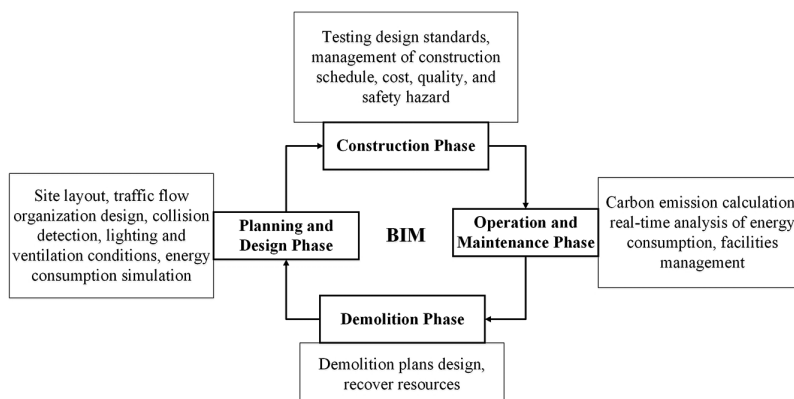 Testing design standards,
management of construction
schedule, cost, quality, and
safety hazard
Construction Phase
Site layout, traffic flow
organization design, collision
detection, lighting and
ventilation conditions, energy
consumption simulation
Planning and
Design Phase
BIM
Operation and
Maintenance Phase
Carbon emission calculation,
real-time analysis of energy
consumption, facilities
management
Demolition Phase
Demolition plans design,
recover resources